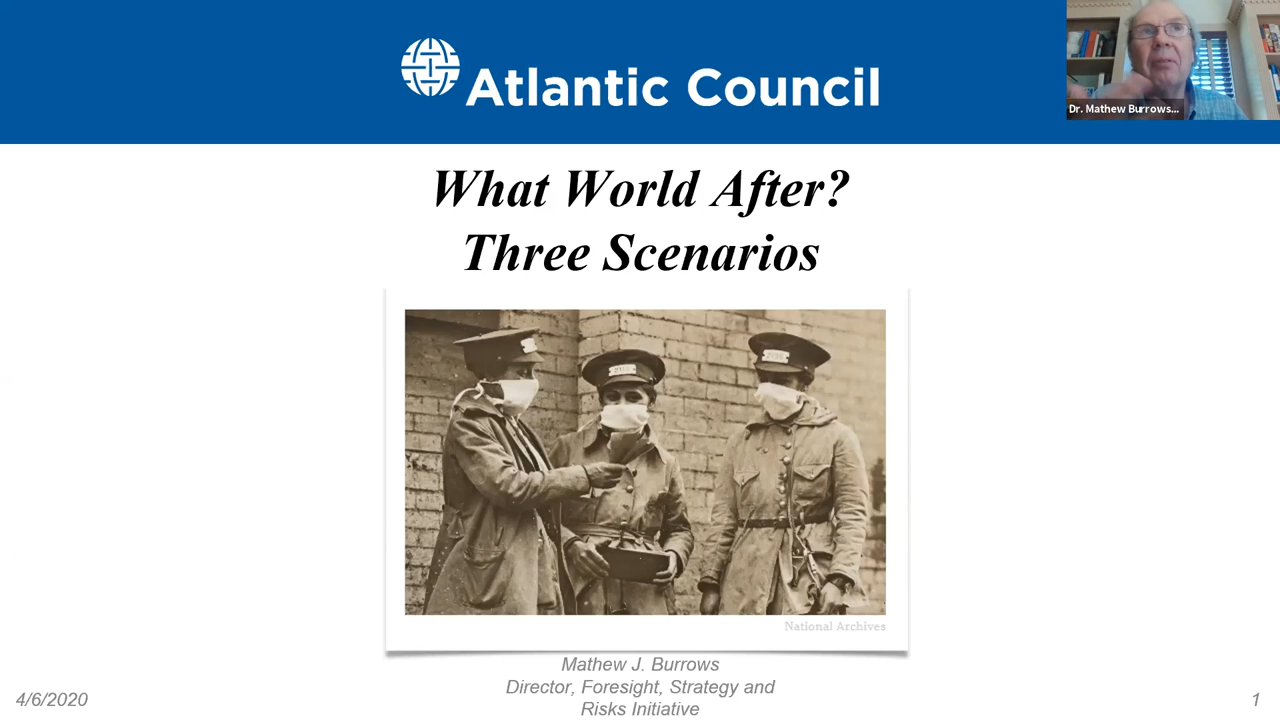 Atlantic Council
Dr. Mathew Burrows...
What World After?
Three Scenarios
National Archives
Mathew J. Burrows
Director, Foresight, Strategy and
Risks Initiative
4/6/2020
1